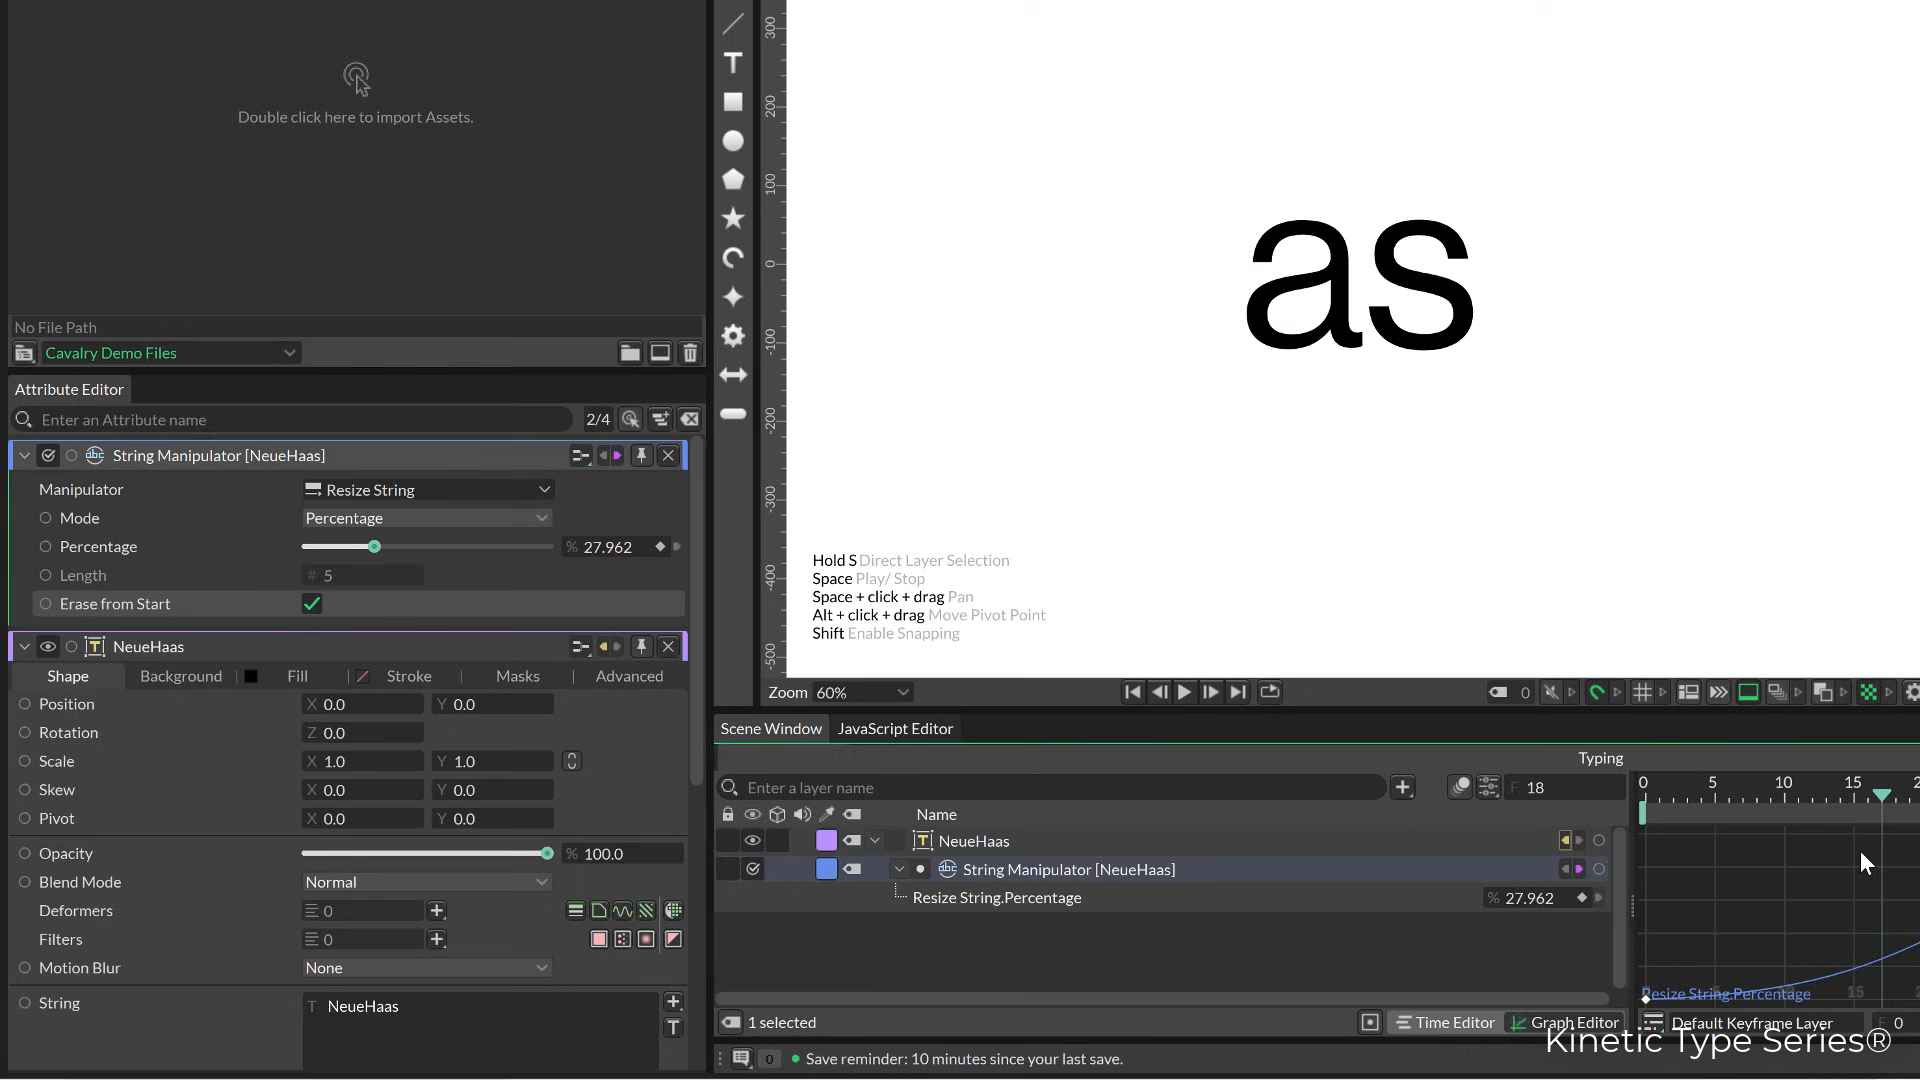 Double click here to import Assets.
No File Path
Cavalry Demo Files
Attribute Editor
Enter an Attribute name
2/4
String Manipulator [NeueHaas]
Manipulator
Resize String
Mode
Percentage
Percentage
% 27.962
Length
# 5
Erase from Start
NeueHaas
Shape
Background
Fill
Stroke
Masks
Advanced
Position
X 0.0
Y 0.0
Rotation
Z 0.0
Scale
X 1.0
Y 1.0
Skew
X 0.0
Y 0.0
Pivot
X 0.0
Y 0.0
Opacity
% 100.0
Blend Mode
Normal
Deformers
0
Filters
0
Motion Blur
None
String
T NeueHaas
300
200
100
0
-100
-200
-300
-400
-500
as
Hold S Direct Layer Selection
Space Play/ Stop
Space + click + drag Pan
Alt + click + drag Move Pivot Point
Shift Enable Snapping
Zoom 60%
0
Scene Window
JavaScript Editor
Typing
Enter a layer name
F 18
0 5 10 15
Name
NeueHaas
String Manipulator [NeueHaas]
Resize String.Percentage
% 27.962
Resize String.Percentage
10 15
1 selected
Time Editor
Graph Editor
Default Keyframe Layer
F 0
0
Save reminder: 10 minutes since your last save.
Kinetic Type Series®